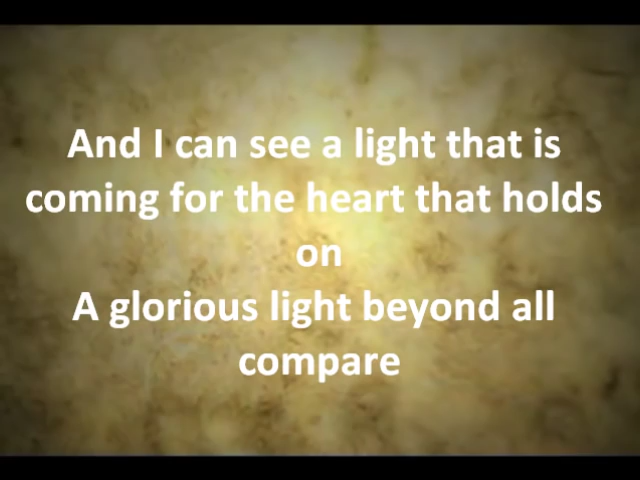 And I can see a light that is
coming for the heart that holds
on
A glorious light beyond all
compare